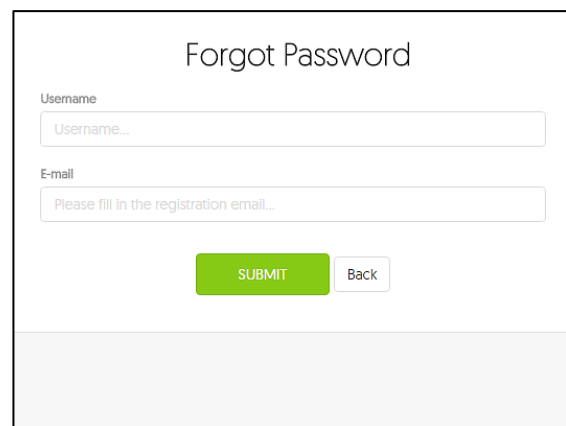 Forgot Password
Username
Username...
E-mail
Please fill in the registration email...
SUBMIT Back